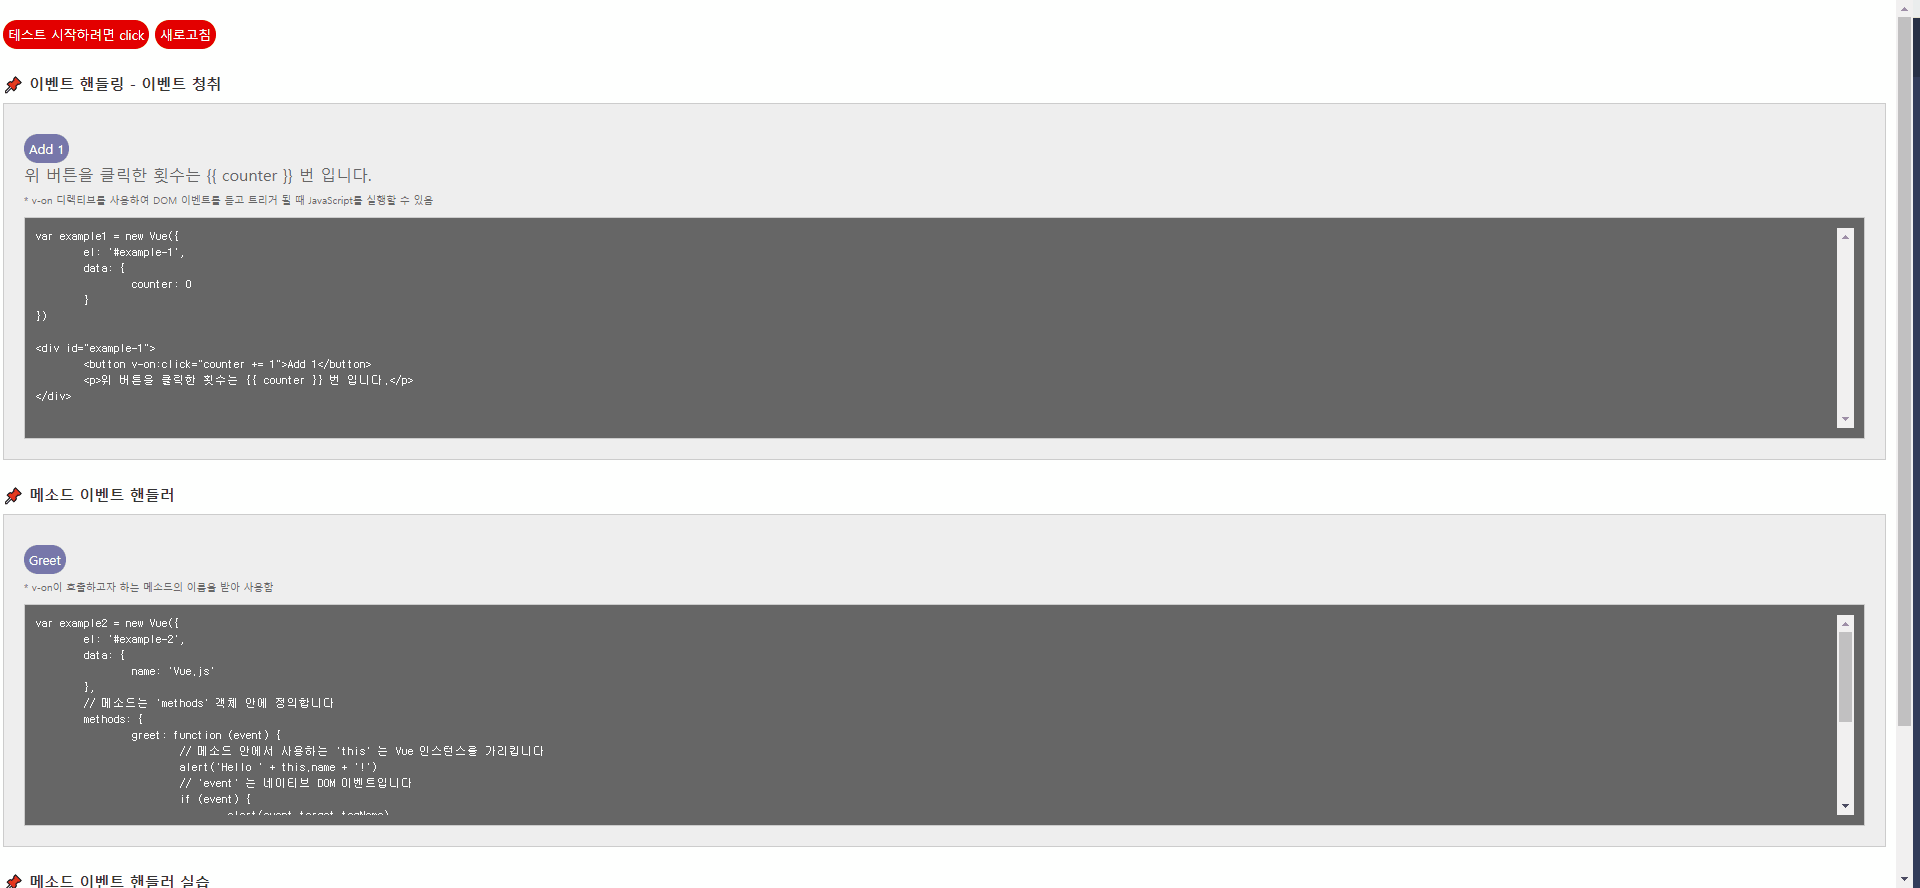 테스트 시작하려면 click 새로고침
이벤트 핸들링 - 이벤트 청취
Add 1
위 버튼을 클릭한 횟수는 {{ counter }} 번 입니다.
* v-on 디렉티브를 사용하여 DOM 이벤트를 듣고 트리거 될 때 JavaScript를 실행할 수 있음
var example1 = new Vue({
el: '#example-1',
data: {
counter: 0
}
})
<div id="example-1">
<button v-on:click="counter += 1">Add 1</button>
<p>위 버튼을 클릭한 횟수는 {{ counter }} 번 입니다.</p>
</div>
메소드 이벤트 핸들러
Greet
* v-on이 호출하고자 하는 메소드의 이름을 받아 사용함
var example2 = new Vue({
el: '#example-2',
data: {
name: 'Vue.js'
},
// 메소드는 'methods' 객체 안에 정의합니다
methods: {
greet: function (event) {
// 메소드 안에서 사용하는 'this' 는 Vue 인스턴스를 가리킵니다
alert('Hello ' + this.name + '!')
// 'event' 는 네이티브 DOM 이벤트입니다
if (event) {
alert(event.target.tagName)
메소드 이벤트 핸들러 실습